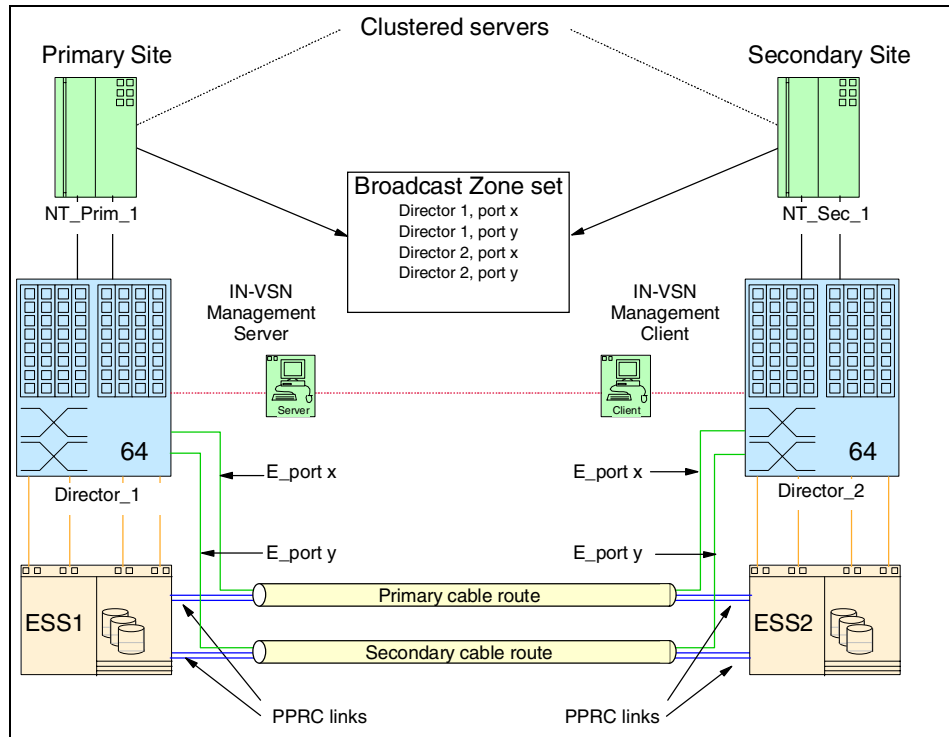 Clustered servers
Primary Site
Secondary Site
Broadcast Zone set
Director 1, port x
Director 1, port y
Director 2, port x
Director 2, port y
NT_Prim_1
NT_Sec_1
IN-VSN
Management
Server
IN-VSN
Management
Client
Server
Client
64
64
E_port x
E_port x
Director_1
Director_2
E_port y
E_port y
ESS1
Primary cable route
ESS2
Secondary cable route
PPRC links
PPRC links